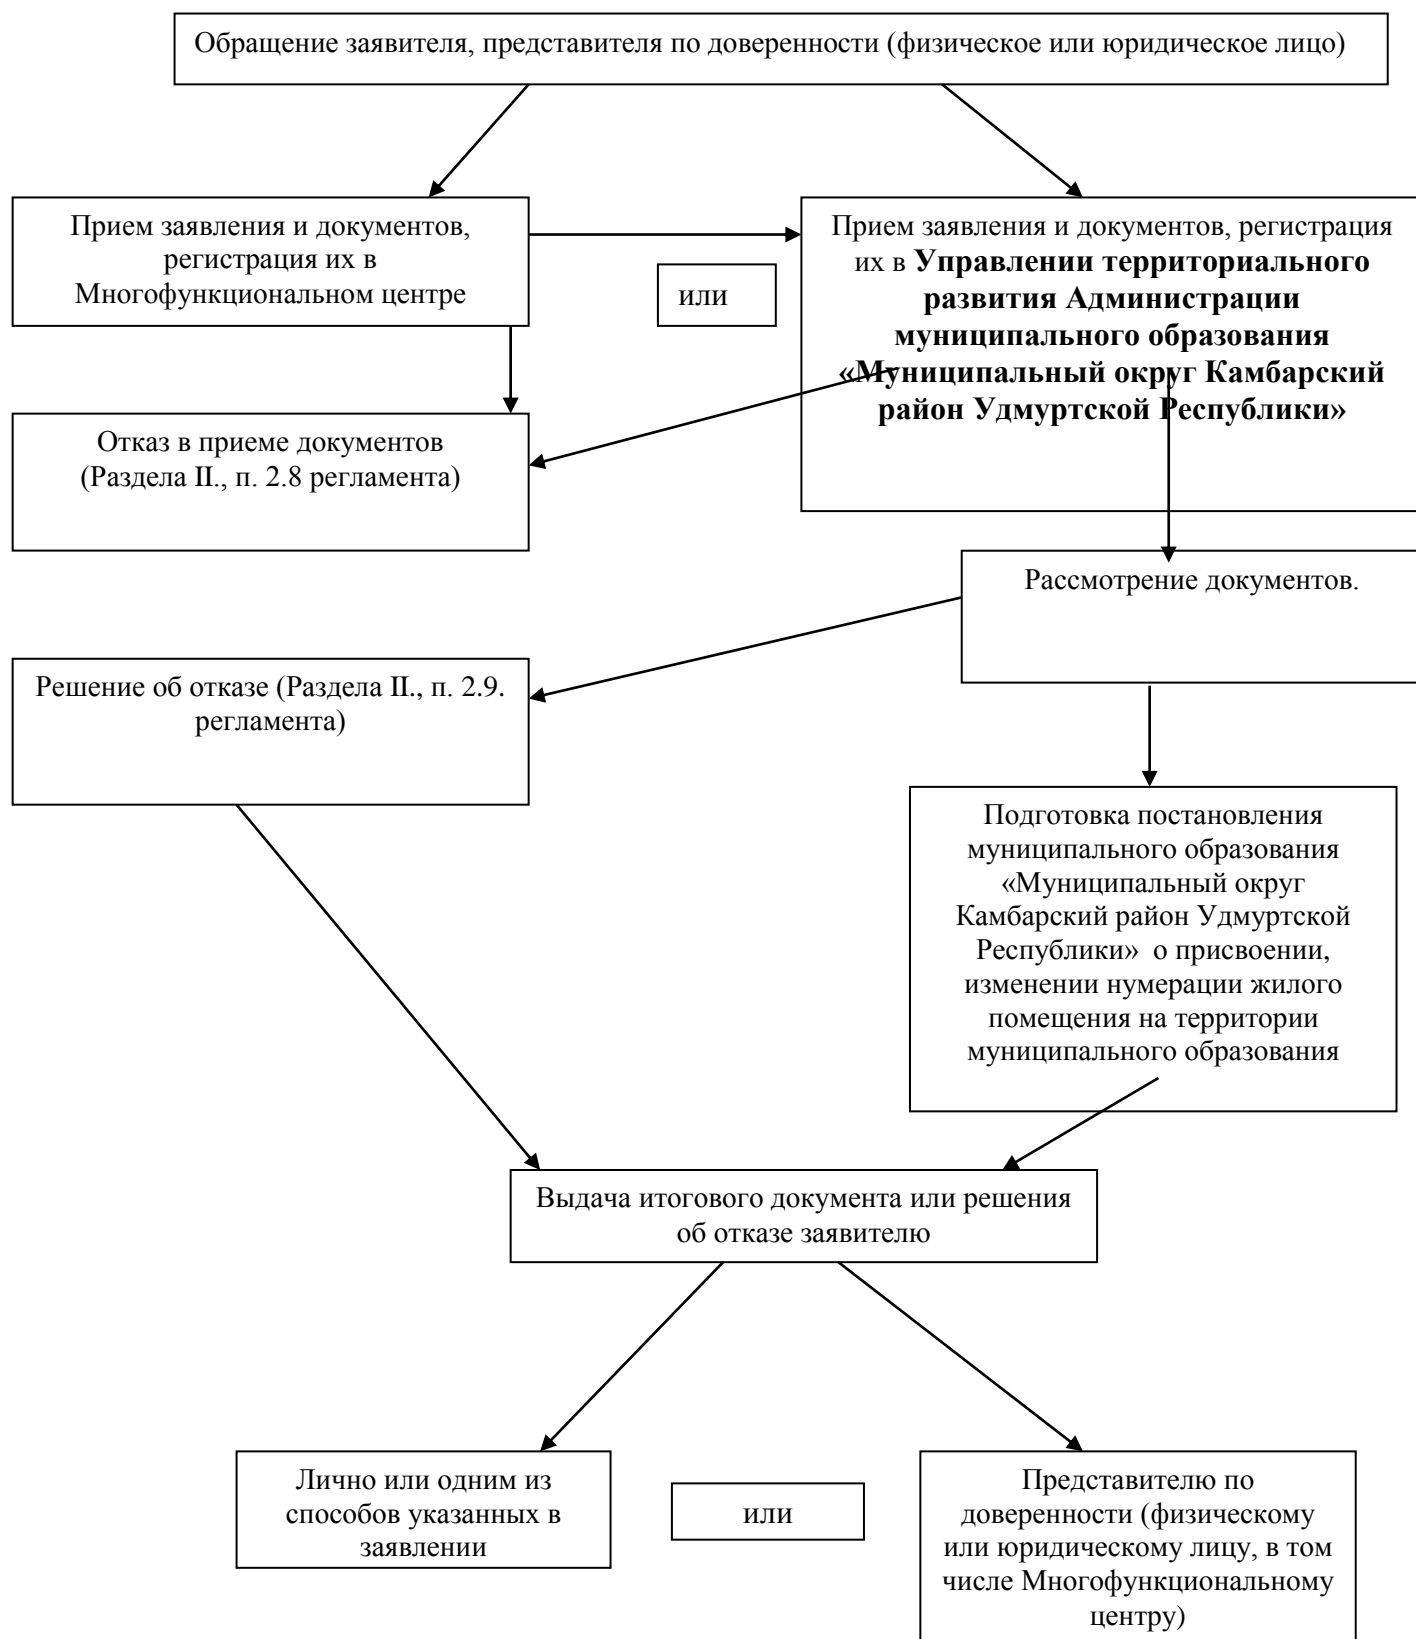 Обращение заявителя, представителя по доверенности (физическое или юридическое лицо)
Прием заявления и документов,
регистрация их в
Многофункциональном центре
или
Прием заявления и документов, регистрация
их в Управлении территориального
развития Администрации
муниципального образования
«Муниципальный округ Камбарский
район Удмуртской Республики»
Отказ в приеме документов
(Раздела II., п. 2.8 регламента)
Рассмотрение документов.
Решение об отказе (Раздела II., п. 2.9.
регламента)
Подготовка постановления
муниципального образования
«Муниципальный округ
Камбарский район Удмуртской
Республики»  о присвоении,
изменении нумерации жилого
помещения на территории
муниципального образования
Выдача итогового документа или решения
об отказе заявителю
Лично или одним из
способов указанных в
заявлении
или
Представителю по
доверенности (физическому
или юридическому лицу, в том
числе Многофункциональному
центру)